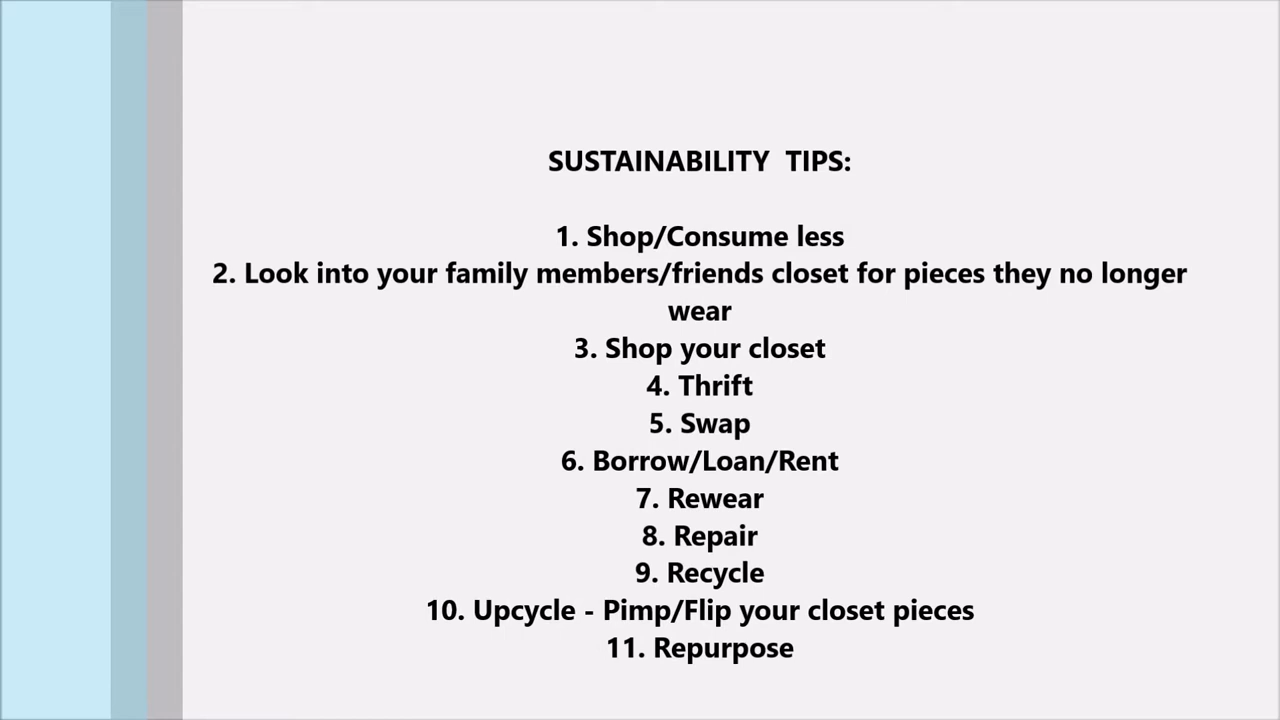 SUSTAINABILITY TIPS:
1. Shop/Consume less
2. Look into your family members/friends closet for pieces they no longer
wear
3. Shop your closet
4. Thrift
5. Swap
6. Borrow/Loan/Rent
7. Rewear
8. Repair
9. Recycle
10. Upcycle - Pimp/Flip your closet pieces
11. Repurpose